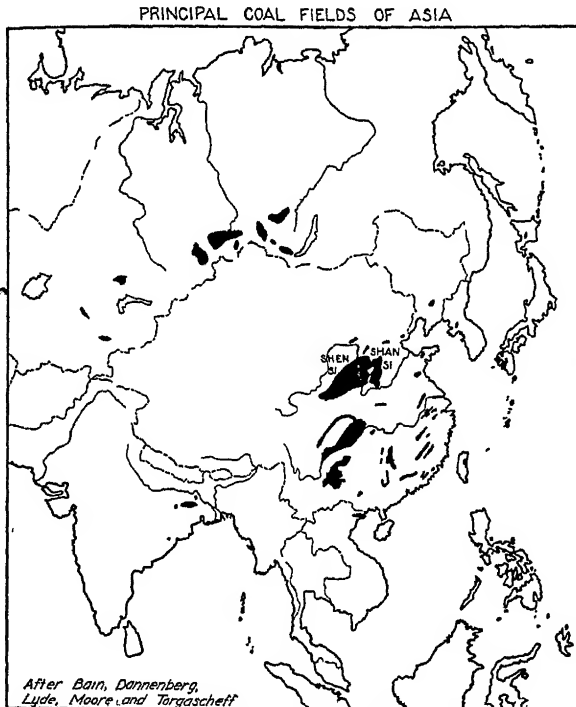 PRINCIPAL COAL FIELDS OF ASIA
SHEN SHAN
SI SI
After Bain, Dannenberg,
Lyde, Moore and Torgascheff